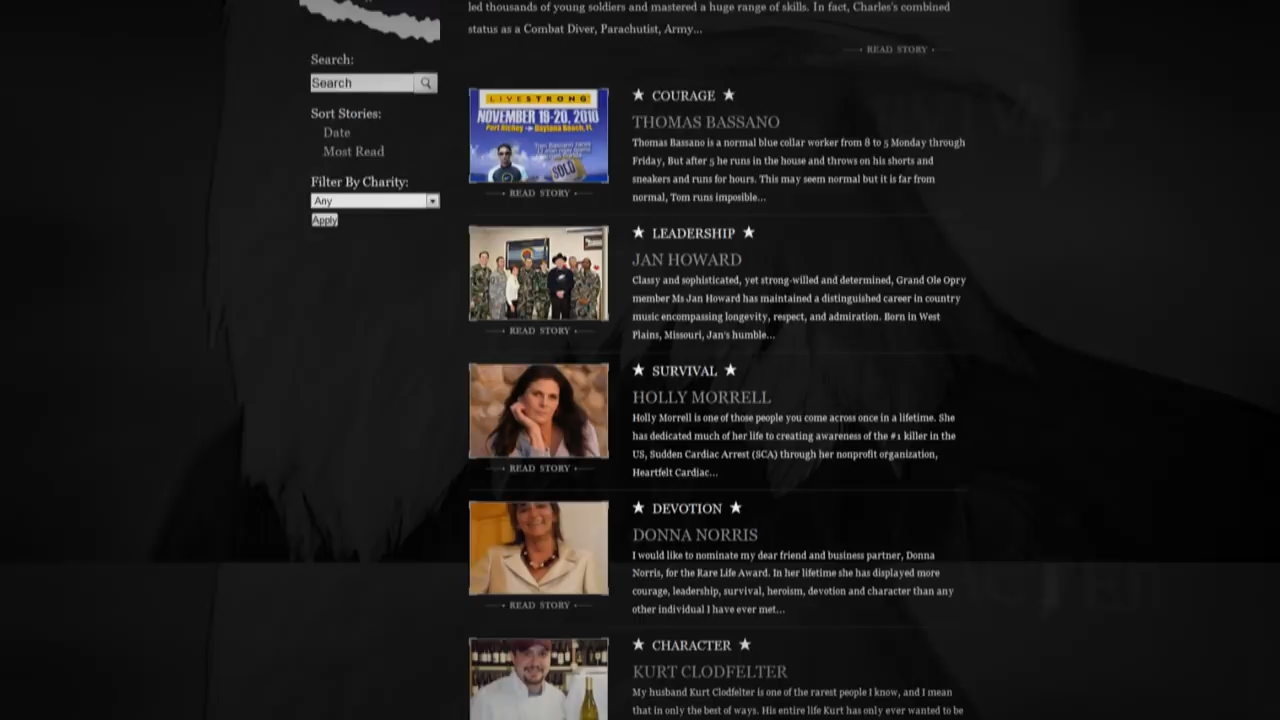 led thousands of young soldiers and mastered a huge range of skills. In fact, Charles's combined
status as a Combat Diver, Parachutist, Army...
READ STORY
Search:
Search
Sort Stories:
Date
Most Read
Filter By Charity:
Any
Apply
LIVESTRONG
NOVEMBER 19-20, 2010
Port Richey Daytona Beach, FL
SOLD
READ STORY
★ COURAGE ★
THOMAS BASSANO
Thomas Bassano is a normal blue collar worker from 8 to 5 Monday through
Friday, But after 5 he runs in the house and throws on his shorts and
sneakers and runs for hours. This may seem normal but it is far from
normal, Tom runs imposible...
READ STORY
★ LEADERSHIP ★
JAN HOWARD
Classy and sophisticated, yet strong-willed and determined, Grand Ole Opry
member Ms Jan Howard has maintained a distinguished career in country
music encompassing longevity, respect, and admiration. Born in West
Plains, Missouri, Jan's humble...
READ STORY
★ SURVIVAL ★
HOLLY MORRELL
Holly Morrell is one of those people you come across once in a lifetime. She
has dedicated much of her life to creating awareness of the #1 killer in the
US, Sudden Cardiac Arrest (SCA) through her nonprofit organization,
Heartfelt Cardiac...
READ STORY
★ DEVOTION ★
DONNA NORRIS
I would like to nominate my dear friend and business partner, Donna
Norris, for the Rare Life Award. In her lifetime she has displayed more
courage, leadership, survival, heroism, devotion and character than any
other individual I have ever met...
READ STORY
★ CHARACTER ★
KURT CLODFELTER
My husband Kurt Clodfelter is one of the rarest people I know, and I mean
that in only the best of ways. His entire life Kurt has only ever wanted to be